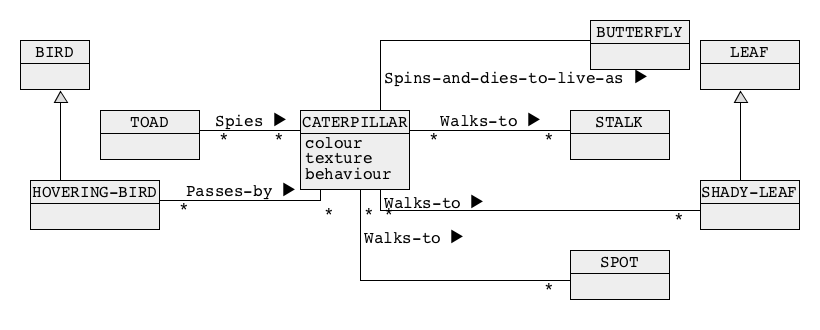 BUTTERFLY
BIRD
LEAF
Spins-and-dies-to-live-as ▶
TOAD
Spies ▶
* *
CATERPILLAR
colour
texture
behaviour
Walks-to ▶
* *
STALK
HOVERING-BIRD
Passes-by ▶
* *
Walks-to ▶
* *
SHADY-LEAF
Walks-to ▶
* *
SPOT